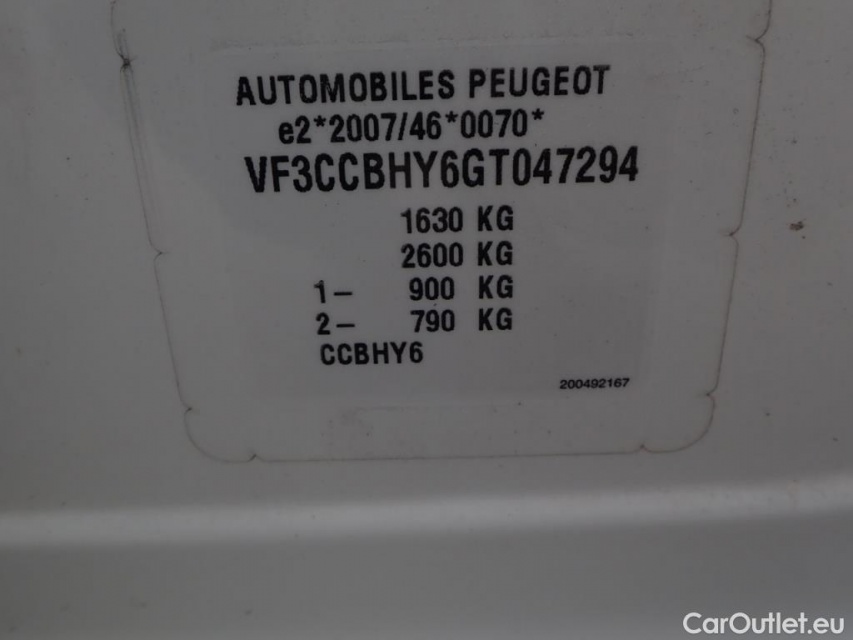 AUTOMOBILES PEUGEOT
e2*2007/46*0070*
VF3CCBHY6GT047294
1630 KG
2600 KG
1- 900 KG
2- 790 KG
CCBHY6
200492167
CarOutlet.eu